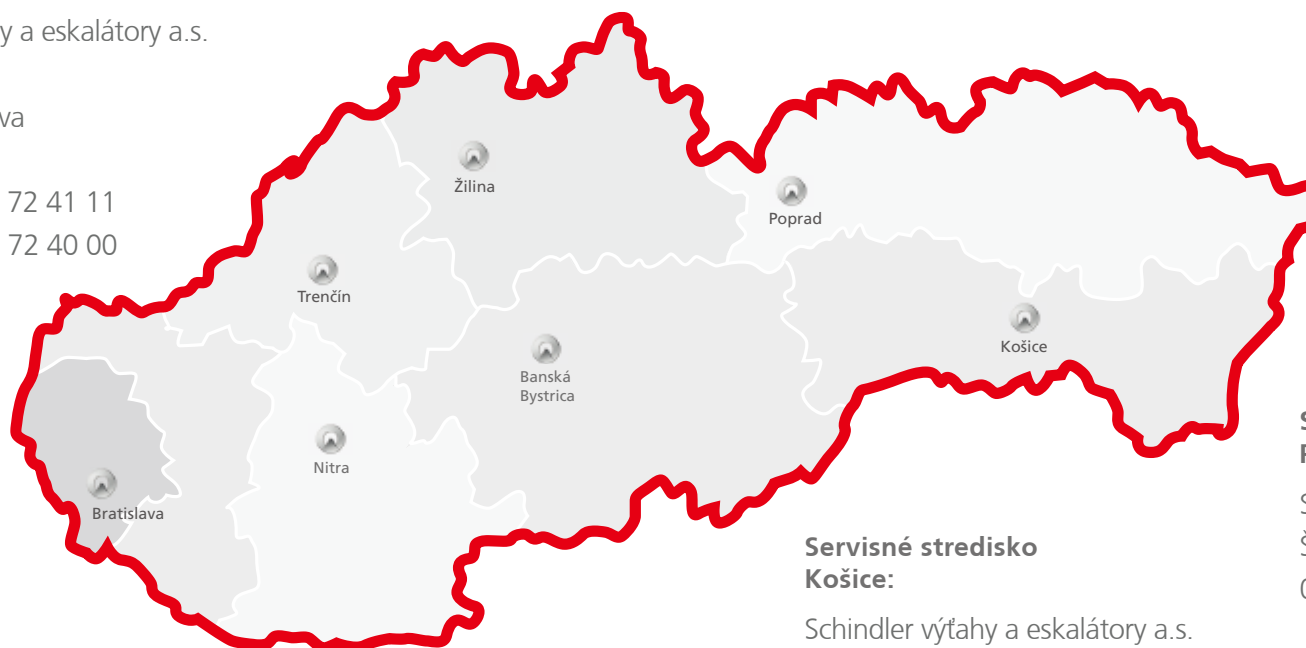 y a eskalátory a.s.
va
72 41 11
72 40 00
Žilina
Poprad
Trenčín
Košice
Banská
Bystrica
Nitra
Bratislava
Servisné stredisko
Košice:
Schindler výťahy a eskalátory a.s.